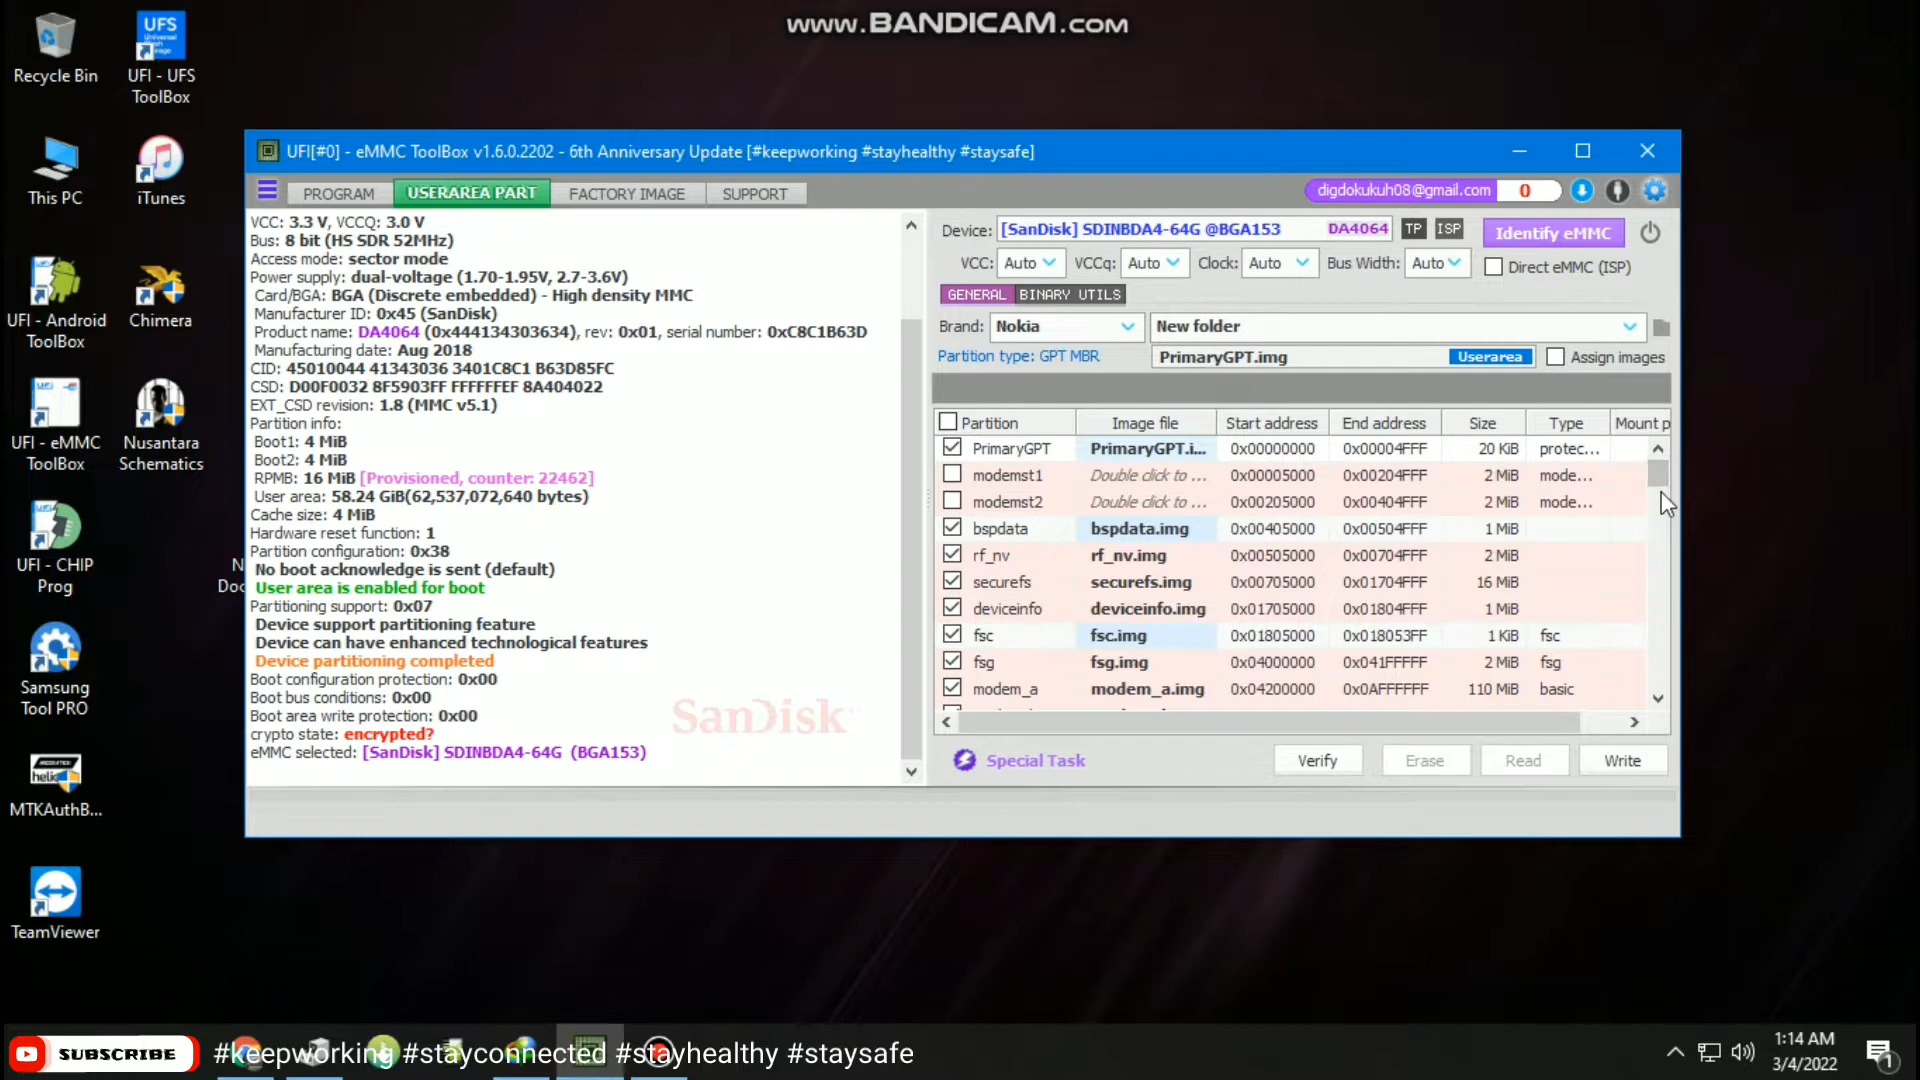 www.BANDICAM.com
Recycle Bin
UFS
UFI - UFS
ToolBox
This PC
iTunes
UFI - Android
ToolBox
Chimera
UFI - eMMC
ToolBox
Nusantara
Schematics
UFI - CHIP
Prog
N
Doc
Samsung
Tool PRO
MTKAuthB...
TeamViewer
UFI[#0] - eMMC ToolBox v1.6.0.2202 - 6th Anniversary Update [#keepworking #stayhealthy #staysafe]
PROGRAM USERAREA PART FACTORY IMAGE SUPPORT
digdokukuh08@gmail.com 0
VCC: 3.3 V, VCCQ: 3.0 V
Bus: 8 bit (HS SDR 52MHz)
Access mode: sector mode
Power supply: dual-voltage (1.70-1.95V, 2.7-3.6V)
Card/BGA: BGA (Discrete embedded) - High density MMC
Manufacturer ID: 0x45 (SanDisk)
Product name: DA4064 (0x444134303634), rev: 0x01, serial number: 0xC8C1B63D
Manufacturing date: Aug 2018
CID: 45010044 41343036 3401C8C1 B63D85FC
CSD: D00F0032 8F5903FF FFFFFFEF 8A404022
EXT_CSD revision: 1.8 (MMC v5.1)
Partition info:
Boot1: 4 MiB
Boot2: 4 MiB
RPMB: 16 MiB [Provisioned, counter: 22462]
User area: 58.24 GiB(62,537,072,640 bytes)
Cache size: 4 MiB
Hardware reset function: 1
Partition configuration: 0x38
No boot acknowledge is sent (default)
User area is enabled for boot
Partitioning support: 0x07
Device support partitioning feature
Device can have enhanced technological features
Device partitioning completed
Boot configuration protection: 0x00
Boot bus conditions: 0x00
Boot area write protection: 0x00
crypto state: encrypted?
eMMC selected: [SanDisk] SDINBDA4-64G (BGA153)
SanDisk
Device: [SanDisk] SDINBDA4-64G @BGA153 DA4064 TP ISP Identify eMMC
VCC: Auto VCCq: Auto Clock: Auto Bus Width: Auto Direct eMMC (ISP)
GENERAL BINARY UTILS
Brand: Nokia New folder
Partition type: GPT MBR PrimaryGPT.img Userarea Assign images
Partition Image file Start address End address Size Type Mount p
PrimaryGPT PrimaryGPT.i... 0x00000000 0x00004FFF 20 KiB protec...
modemst1 Double click to ... 0x00005000 0x00204FFF 2 MiB mode...
modemst2 Double click to ... 0x00205000 0x00404FFF 2 MiB mode...
bspdata bspdata.img 0x00405000 0x00504FFF 1 MiB
rf_nv rf_nv.img 0x00505000 0x00704FFF 2 MiB
securefs securefs.img 0x00705000 0x01704FFF 16 MiB
deviceinfo deviceinfo.img 0x01705000 0x01804FFF 1 MiB
fsc fsc.img 0x01805000 0x018053FF 1 KiB fsc
fsg fsg.img 0x04000000 0x041FFFFF 2 MiB fsg
modem_a modem_a.img 0x04200000 0x0AFFFFFF 110 MiB basic
Special Task Verify Erase Read Write
SUBSCRIBE #keepworking #stayconnected #stayhealthy #staysafe
1:14 AM
3/4/2022
1